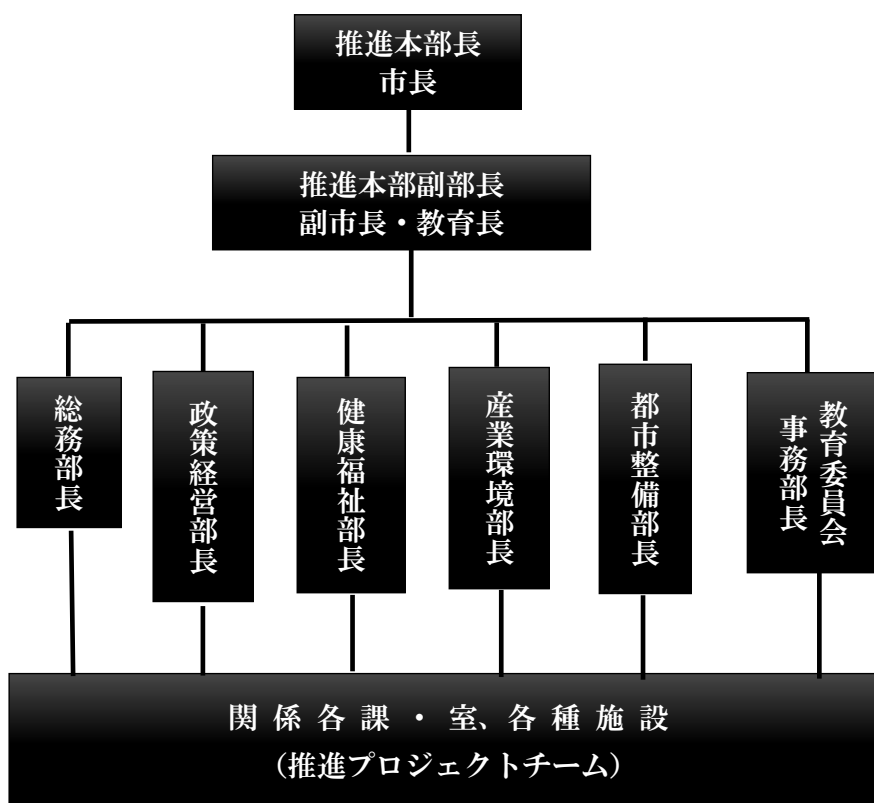 推進本部長
市長
推進本部副部長
副市長・教育長
総務部長
政策経営部長
健康福祉部長
産業環境部長
都市整備部長
教育委員会
事務部長
関係各課・室、各種施設
（推進プロジェクトチーム）